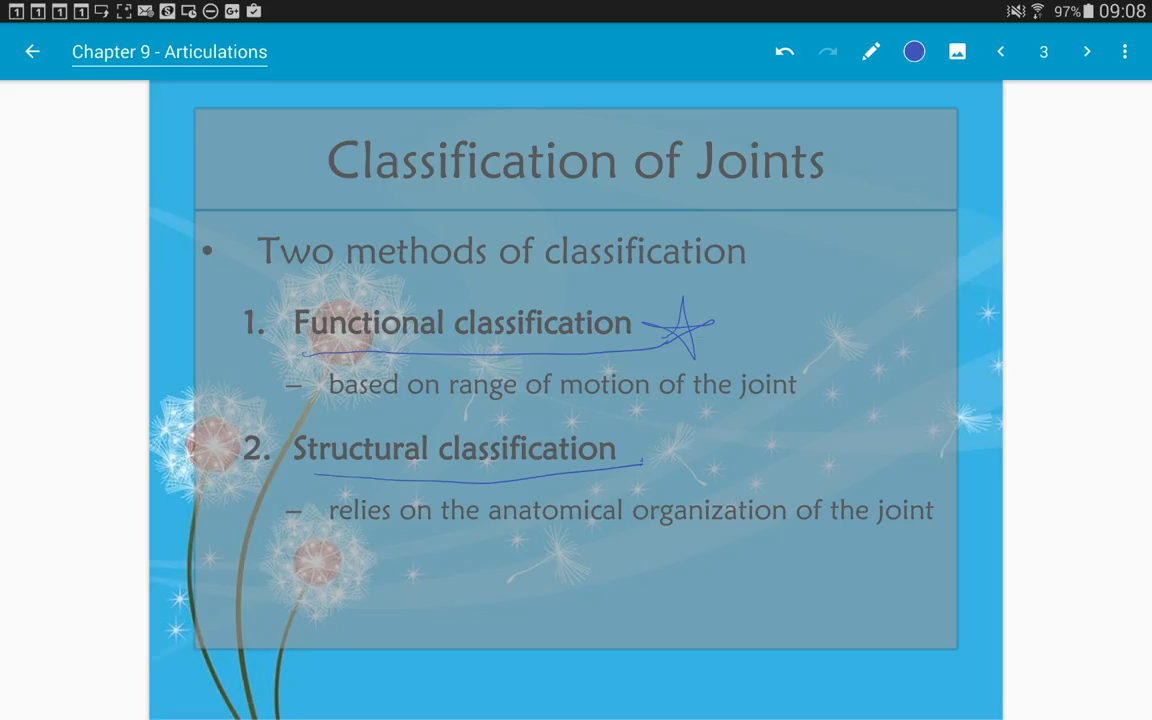 97% 09:08
Chapter 9 - Articulations
3
Classification of Joints
• Two methods of classification
1. Functional classification
– based on range of motion of the joint
2. Structural classification
– relies on the anatomical organization of the joint